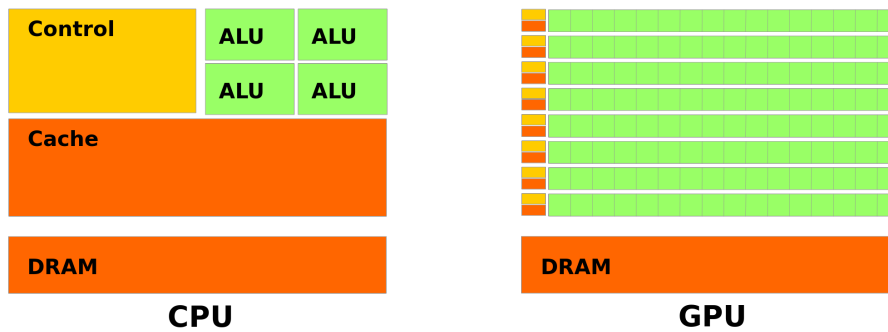 Control
ALU ALU
ALU ALU
Cache
DRAM
CPU
DRAM
GPU